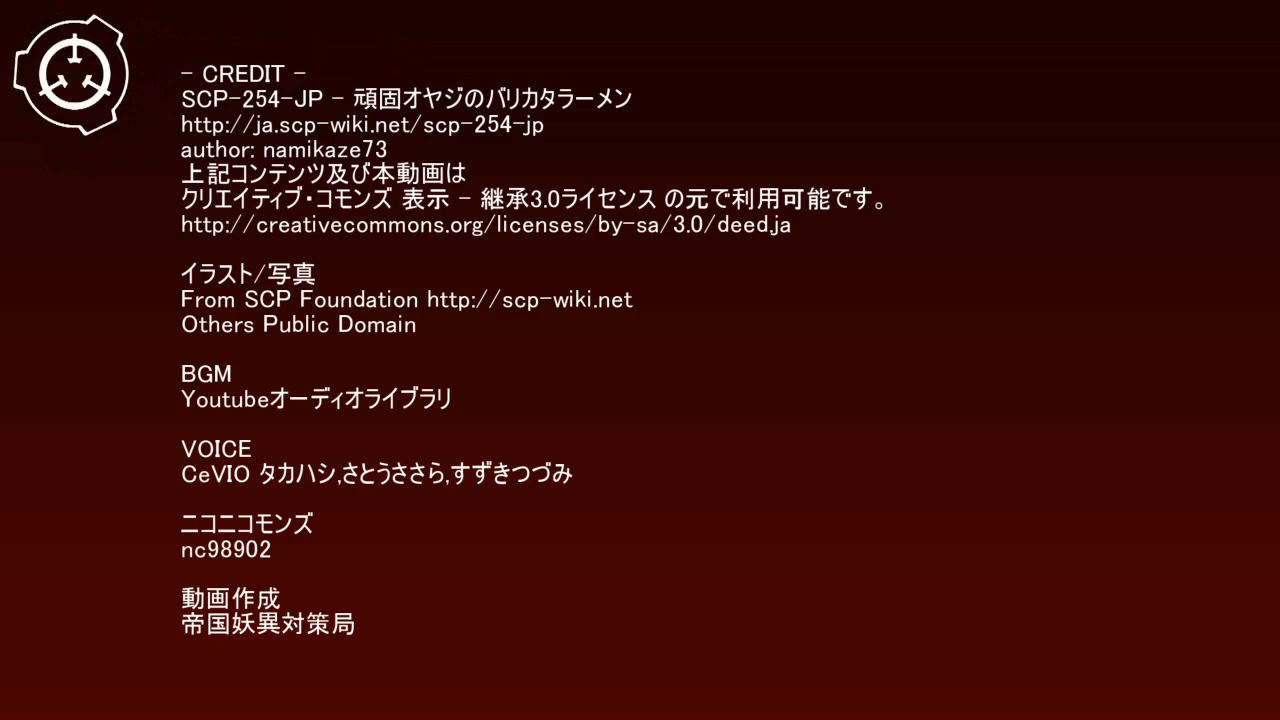 - CREDIT -
SCP-254-JP - 頑固オヤジのバリカタラーメン
http://ja.scp-wiki.net/scp-254-jp
author: namikaze73
上記コンテンツ及び本動画は
クリエイティブ・コモンズ 表示 - 継承3.0ライセンス の元で利用可能です。
http://creativecommons.org/licenses/by-sa/3.0/deed.ja
イラスト/写真
From SCP Foundation http://scp-wiki.net
Others Public Domain
BGM
Youtubeオーディオライブラリ
VOICE
CeVIO タカハシ,さとうささら,すずきつづみ
ニコニコモンズ
nc98902
動画作成
帝国妖異対策局